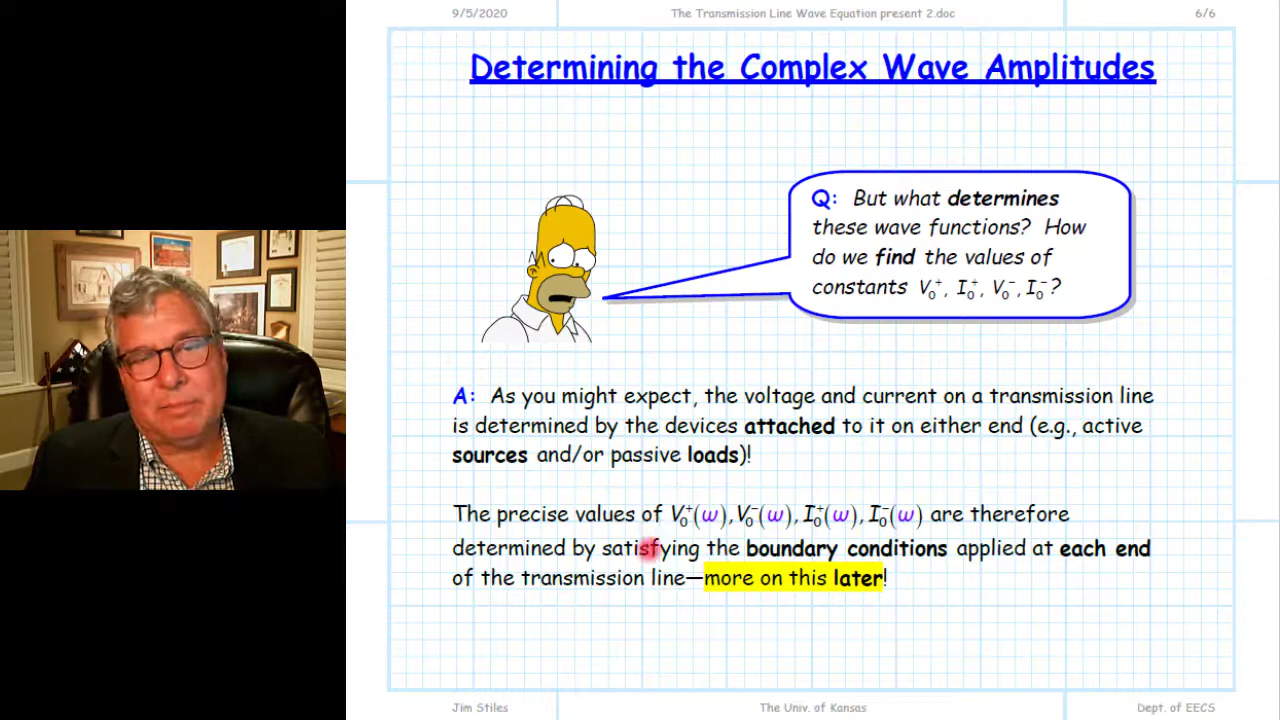 9/5/2020 The Transmission Line Wave Equation present 2.doc 6/6
Determining the Complex Wave Amplitudes
Q: But what determines
these wave functions? How
do we find the values of
constants V₀⁺, I₀⁺, V₀⁻, I₀⁻?
A: As you might expect, the voltage and current on a transmission line
is determined by the devices attached to it on either end (e.g., active
sources and/or passive loads)!
The precise values of V₀⁺(ω), V₀⁻(ω), I₀⁺(ω), I₀⁻(ω) are therefore
determined by satisfying the boundary conditions applied at each end
of the transmission line—more on this later!
Jim Stiles The Univ. of Kansas Dept. of EECS